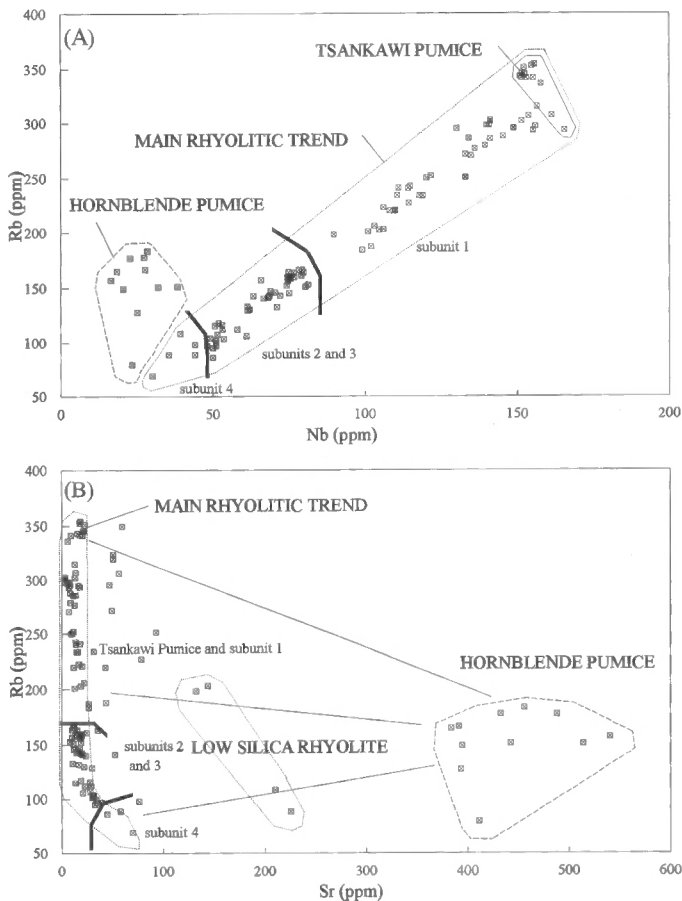 400
(A)
TSANKAWI PUMICE
350
300
MAIN RHYOLITIC TREND
250
Rb (ppm)
HORNBLENDE PUMICE
200
subunit 1
150
100
subunits 2 and 3
50
subunit 4
0
50
100
150
200
Nb (ppm)
400
(B)
MAIN RHYOLITIC TREND
350
300
250
Tsankawi Pumice and subunit 1
HORNBLENDE PUMICE
Rb (ppm)
200
150
subunits 2
and 3
LOW SILICA RHYOLITE
100
subunit 4
50
0
100
200
300
400
500
600
Sr (ppm)